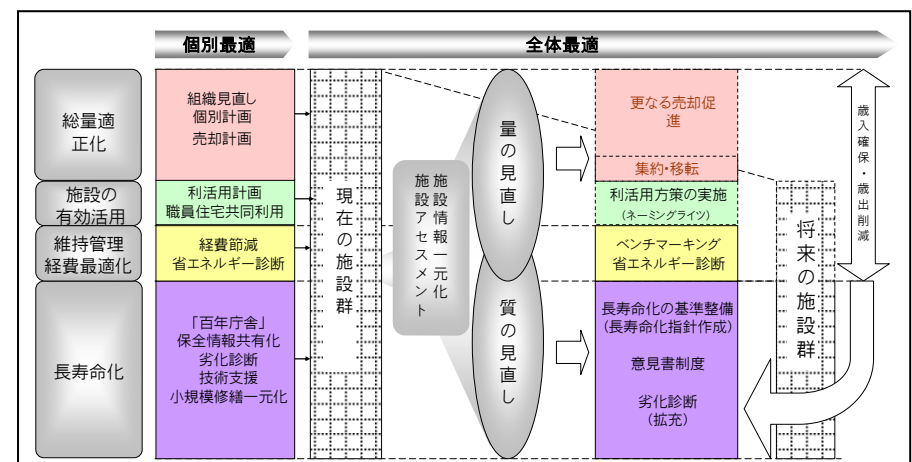 個別最適
全体最適
総量適
正化
施設の
有効活用
維持管理
経費最適化
長寿命化
組織見直し
個別計画
売却計画
利活用計画
職員住宅共同利用
経費節減
省エネルギー診断
「百年庁舎」
保全情報共有化
劣化診断
技術支援
小規模修繕一元化
現在の施設群
施設情報一元化
施設アセスメント
量の見直し
質の見直し
更なる売却促
進
集約・移転
利活用方策の実施
(ネーミングライツ)
ベンチマーキング
省エネルギー診断
長寿命化の基準整備
(長寿命化指針作成)
意見書制度
劣化診断
(拡充)
将来の施設群
歳入確保・歳出削減